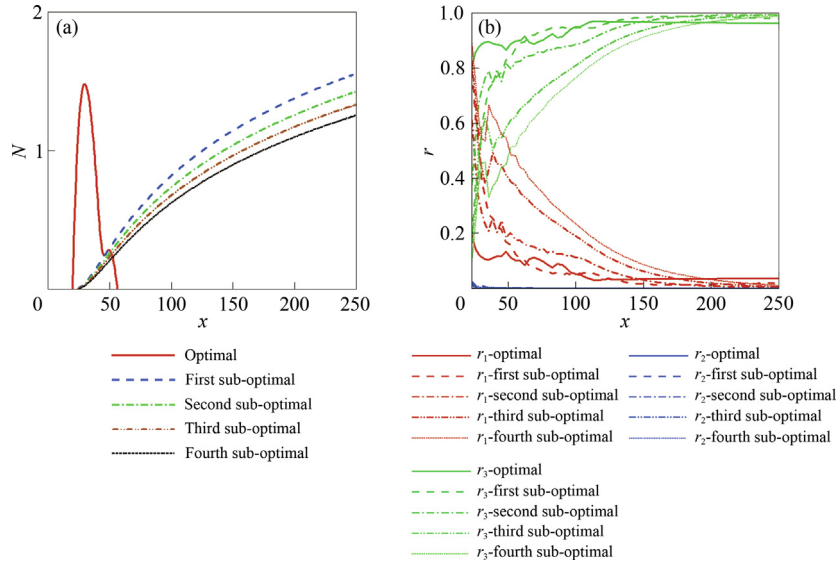 (a)
2
1
N
0
50
100
150
200
250
x
Optimal
First sub-optimal
Second sub-optimal
Third sub-optimal
Fourth sub-optimal
(b)
1.0
0.8
0.6
0.4
0.2
r
50
100
150
200
250
x
r1-optimal
r1-first sub-optimal
r1-second sub-optimal
r1-third sub-optimal
r1-fourth sub-optimal
r2-optimal
r2-first sub-optimal
r2-second sub-optimal
r2-third sub-optimal
r2-fourth sub-optimal
r3-optimal
r3-first sub-optimal
r3-second sub-optimal
r3-third sub-optimal
r3-fourth sub-optimal